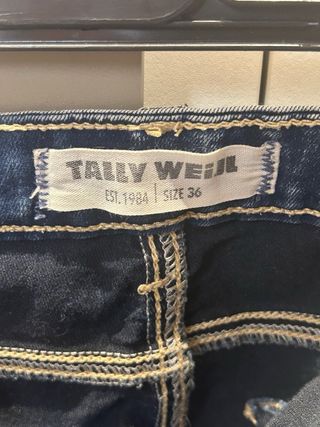 TALLY WEiJL
EST. 1984 | SIZE 36